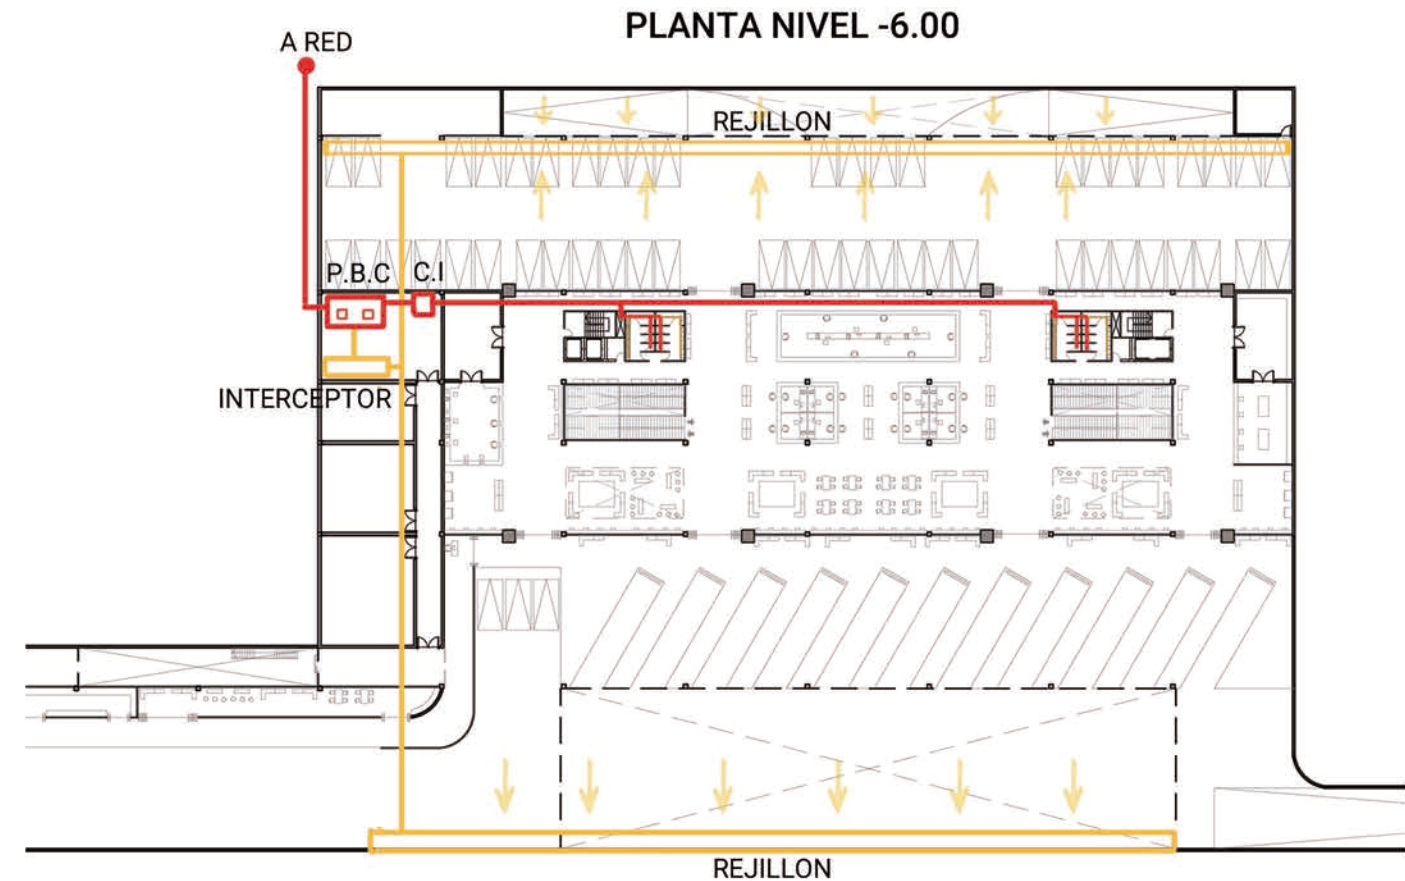 PLANTA NIVEL -6.00
A RED
REJILLON
P.B.C
C.I
INTERCEPTOR
REJILLON